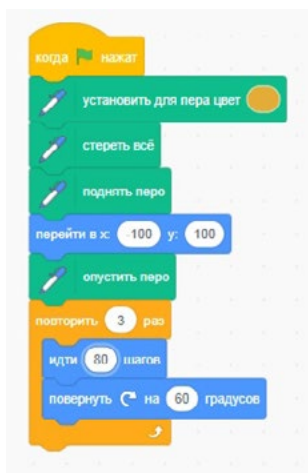 когда нажат
установить для пера цвет
стереть всё
поднять перо
перейти в x: -100 y: 100
опустить перо
повторить 3 раз
идти 80 шагов
повернуть на 60 градусов